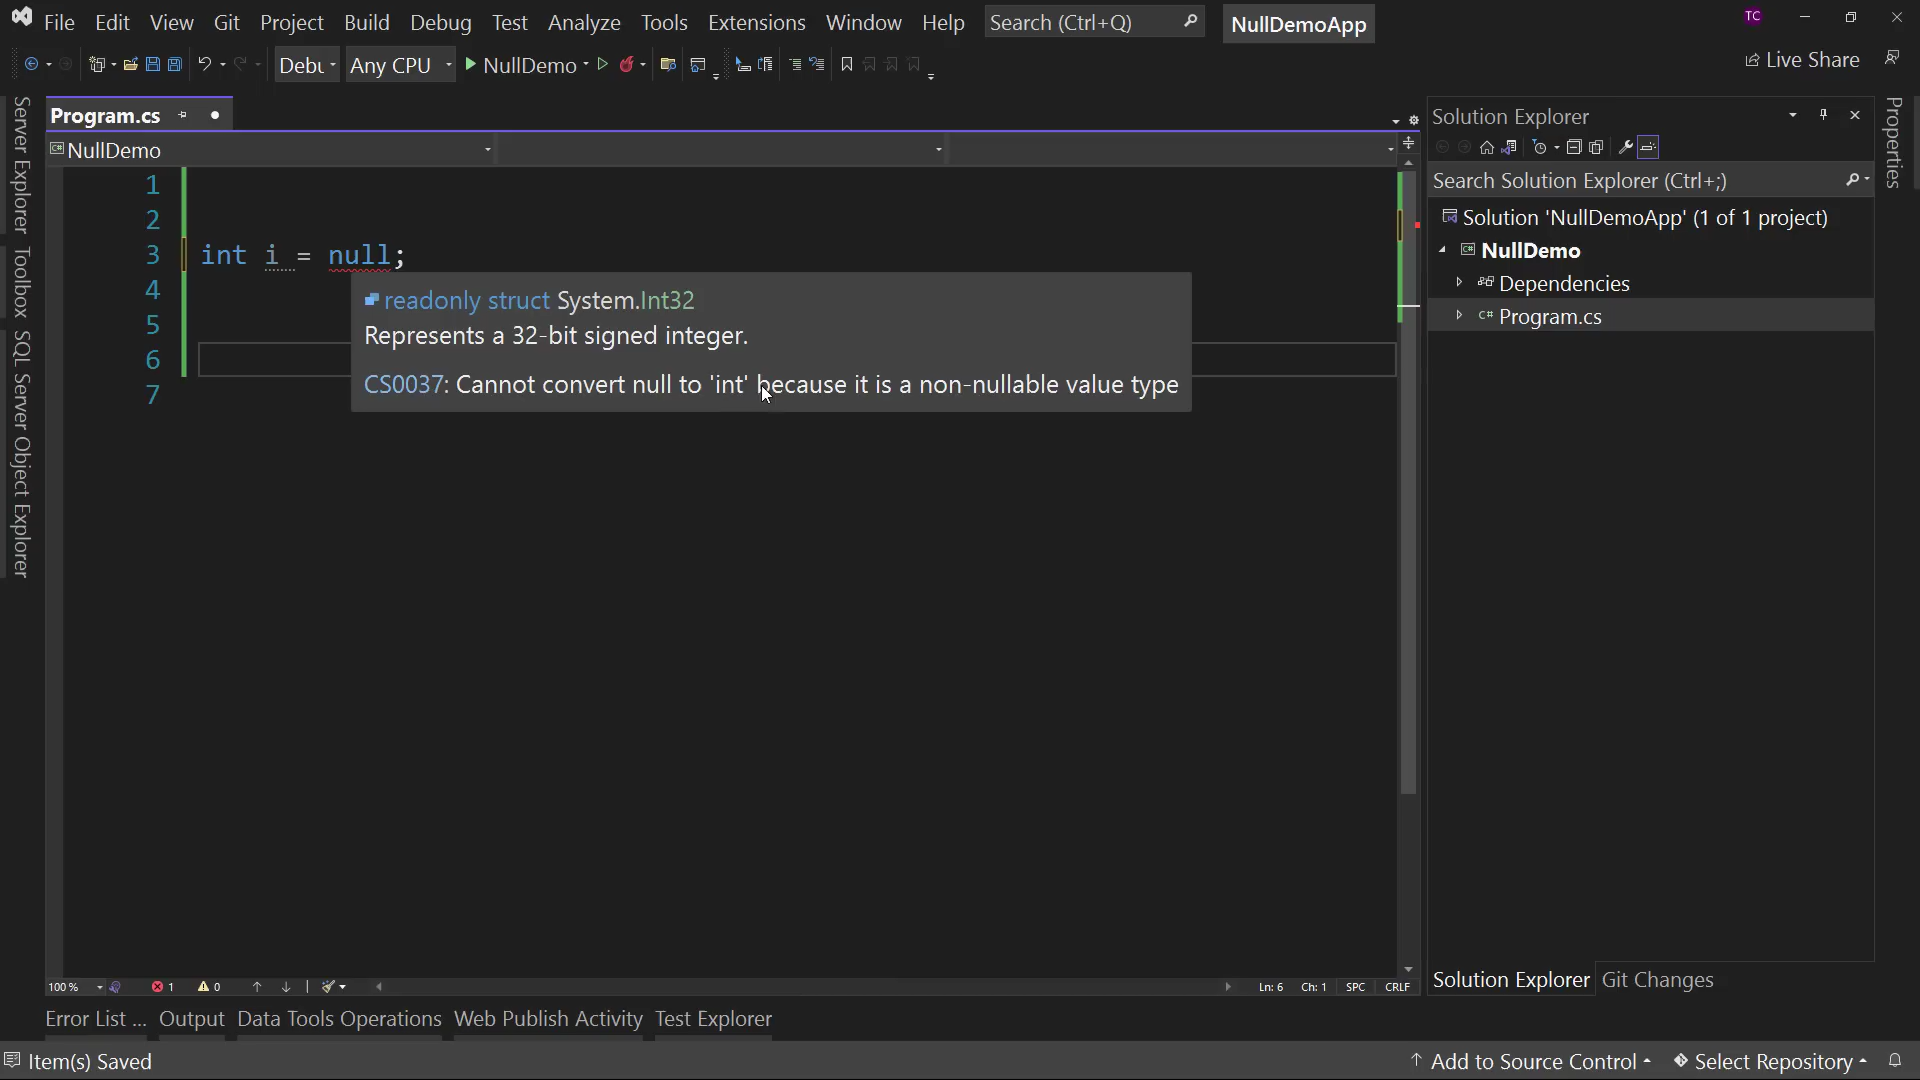 File Edit View Git Project Build Debug Test Analyze Tools Extensions Window Help Search (Ctrl+Q) NullDemoApp TC
Debu Any CPU NullDemo Live Share
Server Explorer
Toolbox
SQL Server Object Explorer
Program.cs
NullDemo
1
2
3 int i = null;
4
5
6
7
readonly struct System.Int32
Represents a 32-bit signed integer.
CS0037: Cannot convert null to 'int' because it is a non-nullable value type
Solution Explorer
Search Solution Explorer (Ctrl+;)
Solution 'NullDemoApp' (1 of 1 project)
NullDemo
Dependencies
C# Program.cs
Properties
100 % 1 0 Ln: 6 Ch: 1 SPC CRLF
Solution Explorer Git Changes
Error List ... Output Data Tools Operations Web Publish Activity Test Explorer
Item(s) Saved Add to Source Control Select Repository